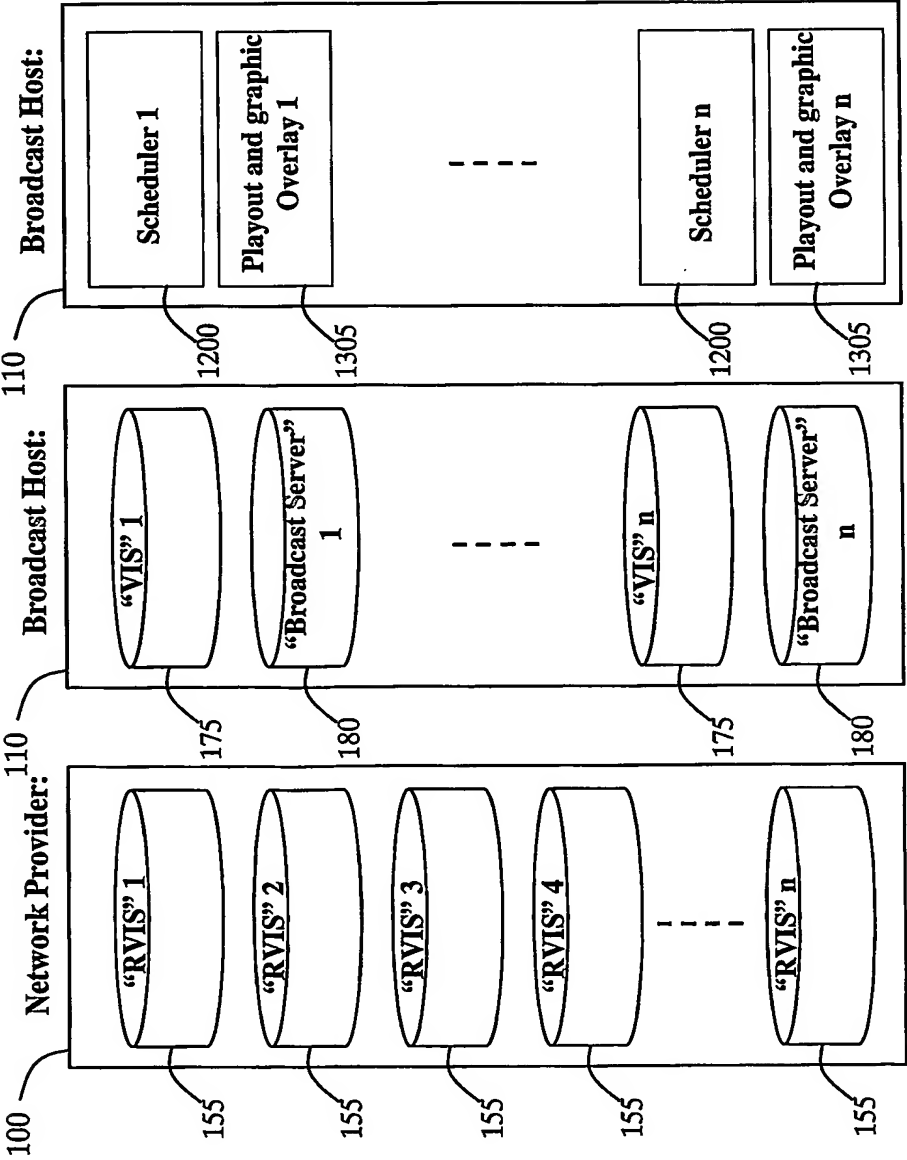 100
Network Provider:
“RVIS” 1
155
“RVIS” 2
155
“RVIS” 3
155
“RVIS” 4
155
“RVIS” n
155
110
Broadcast Host:
“VIS” 1
175
“Broadcast Server”
1
180
“VIS” n
175
“Broadcast Server”
n
180
110
Broadcast Host:
Scheduler 1
1200
Playout and graphic
Overlay 1
1305
Scheduler n
1200
Playout and graphic
Overlay n
1305